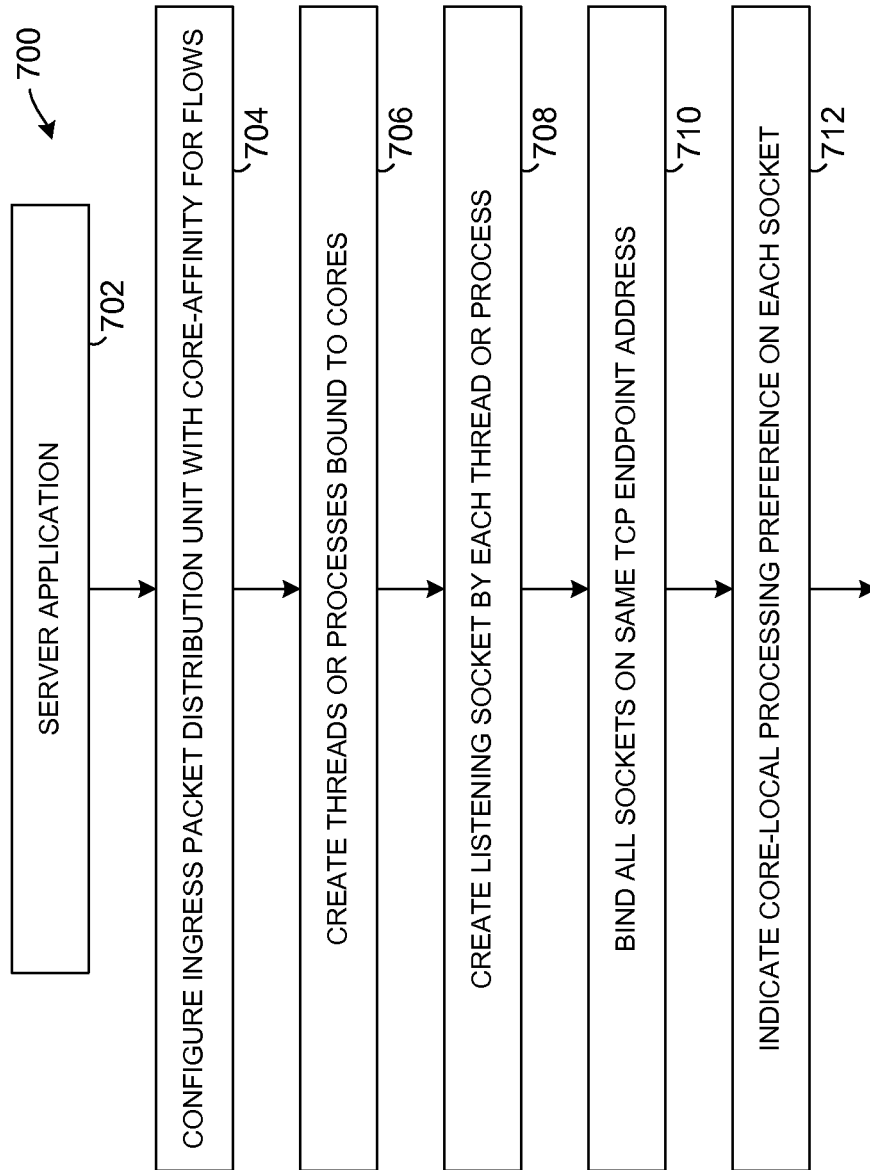 700
SERVER APPLICATION
702
CONFIGURE INGRESS PACKET DISTRIBUTION UNIT WITH CORE-AFFINITY FOR FLOWS
704
CREATE THREADS OR PROCESSES BOUND TO CORES
706
CREATE LISTENING SOCKET BY EACH THREAD OR PROCESS
708
BIND ALL SOCKETS ON SAME TCP ENDPOINT ADDRESS
710
INDICATE CORE-LOCAL PROCESSING PREFERENCE ON EACH SOCKET
712